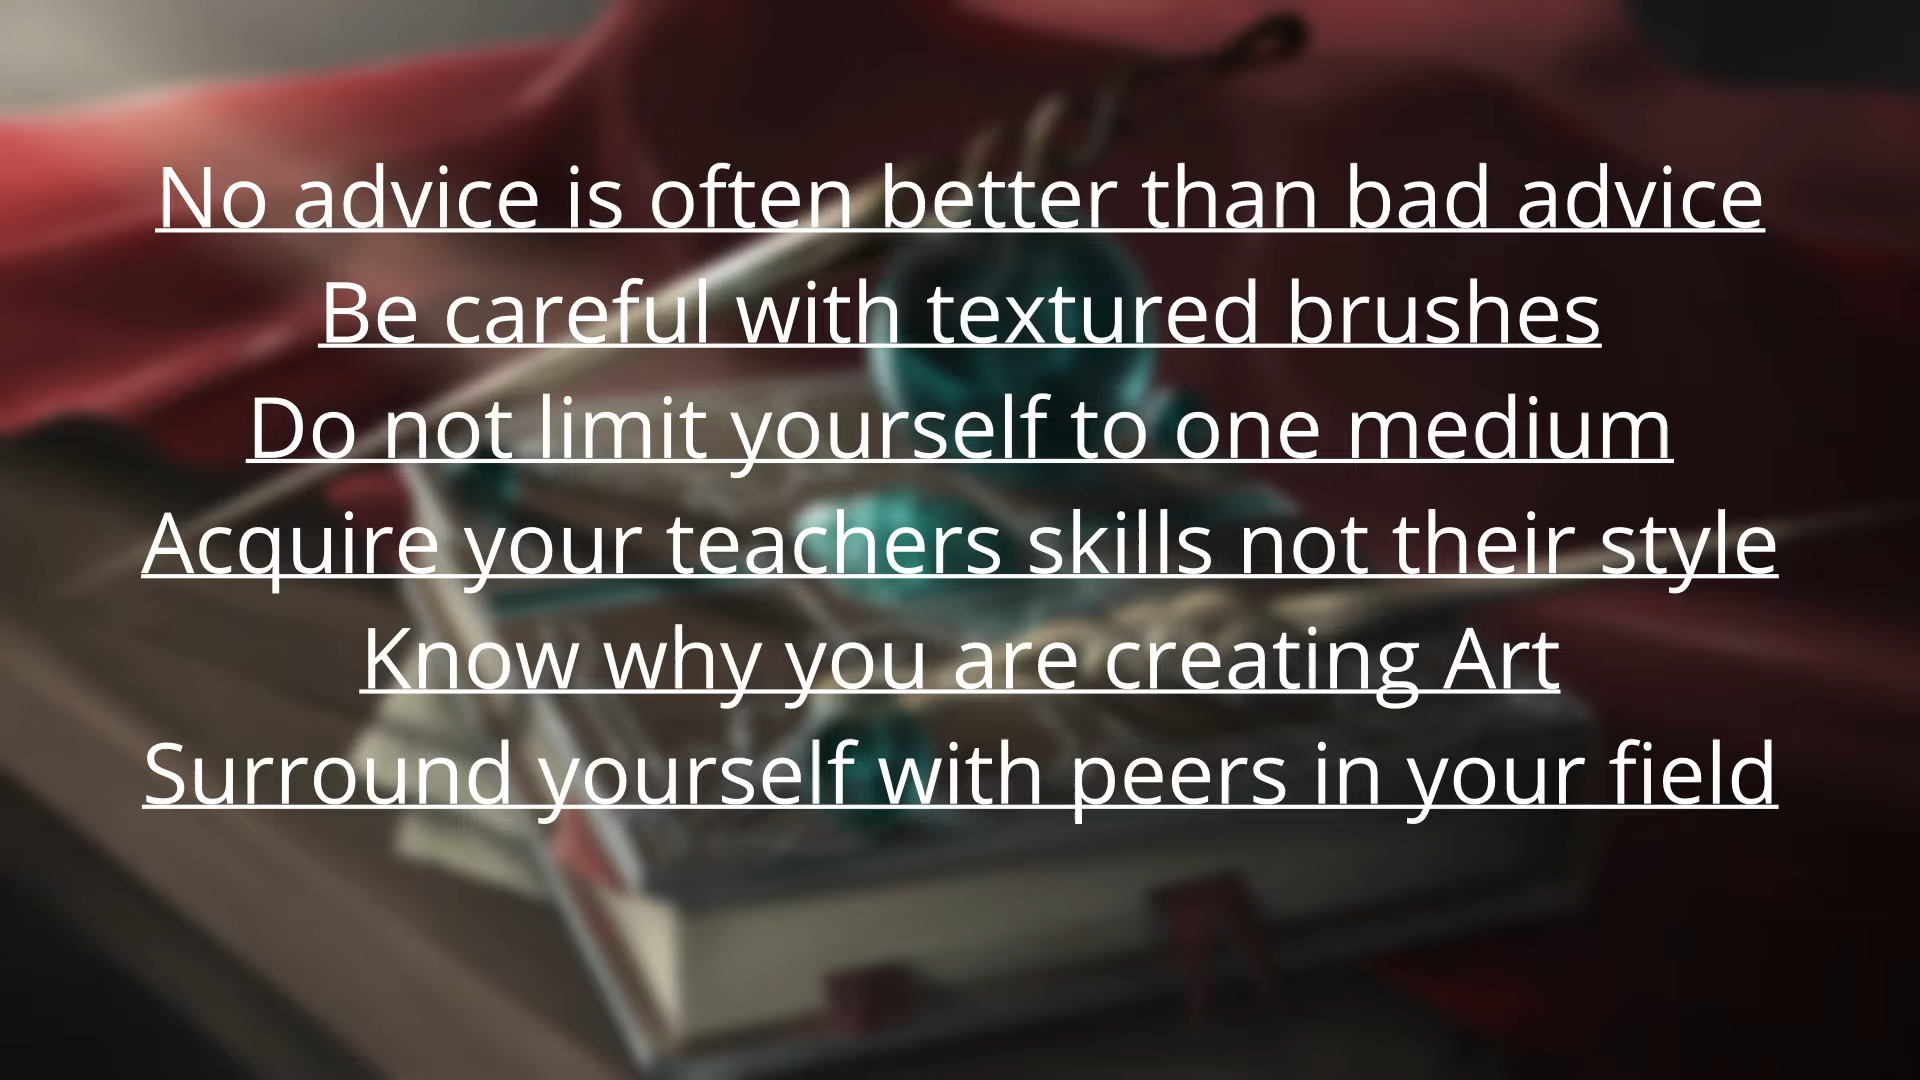 No advice is often better than bad advice
Be careful with textured brushes
Do not limit yourself to one medium
Acquire your teachers skills not their style
Know why you are creating Art
Surround yourself with peers in your field